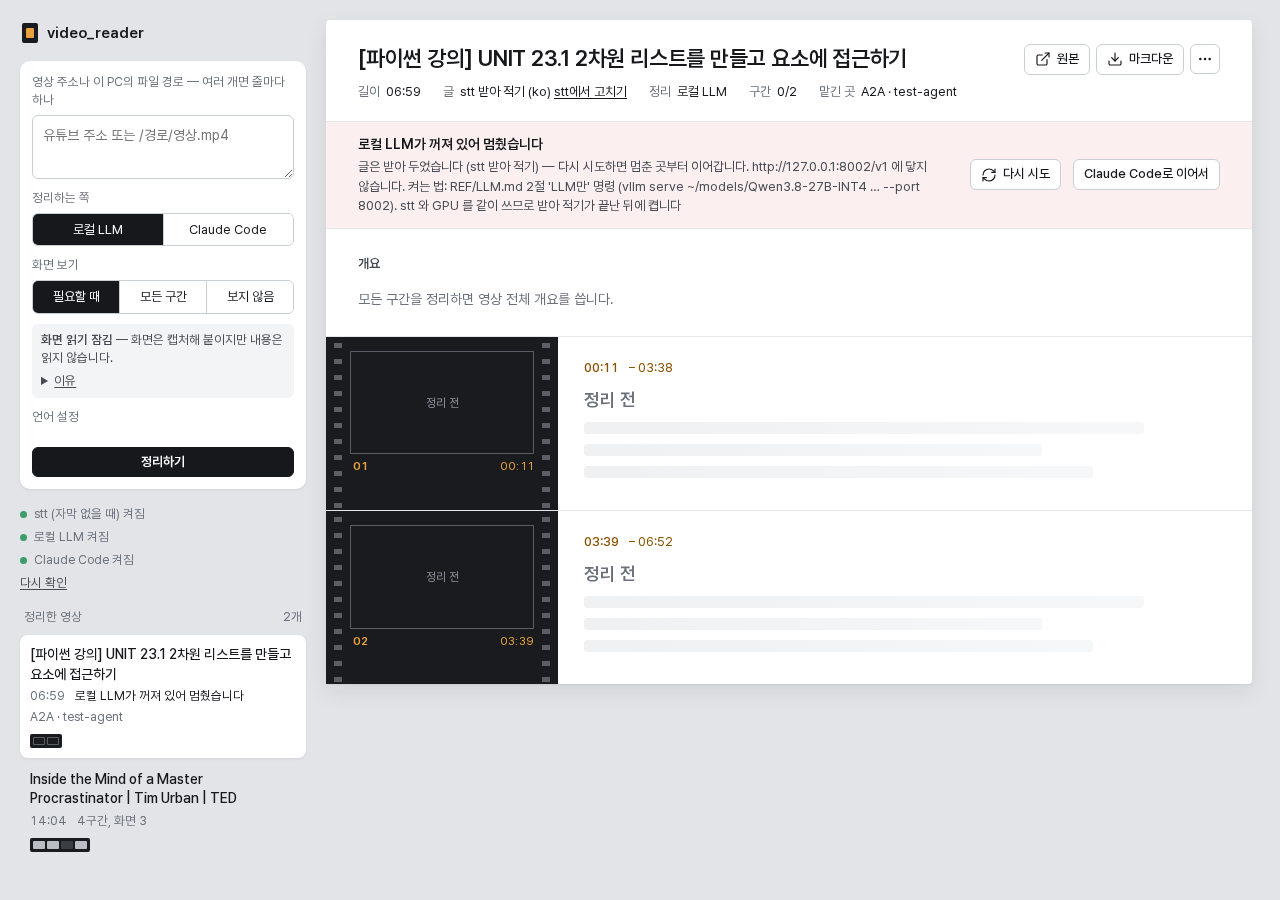 video_reader
영상 주소나 이 PC의 파일 경로 — 여러 개면 줄마다
하나
유튜브 주소 또는 /경로/영상.mp4
정리하는 쪽
로컬 LLM
Claude Code
화면 보기
필요할 때
모든 구간
보지 않음
화면 읽기 잠김 — 화면은 캡처해 붙이지만 내용은
읽지 않습니다.
이유
언어 설정
정리하기
stt (자막 없을 때) 켜짐
로컬 LLM 켜짐
Claude Code 켜짐
다시 확인
정리한 영상 2개
[파이썬 강의] UNIT 23.1 2차원 리스트를 만들고
요소에 접근하기
06:59 로컬 LLM가 꺼져 있어 멈췄습니다
A2A · test-agent
Inside the Mind of a Master
Procrastinator | Tim Urban | TED
14:04 4구간, 화면 3
[파이썬 강의] UNIT 23.1 2차원 리스트를 만들고 요소에 접근하기
원본
마크다운
길이 06:59 글 stt 받아 적기 (ko) stt에서 고치기 정리 로컬 LLM 구간 0/2 맡긴 곳 A2A · test-agent
로컬 LLM가 꺼져 있어 멈췄습니다
글은 받아 두었습니다 (stt 받아 적기) — 다시 시도하면 멈춘 곳부터 이어갑니다. http://127.0.0.1:8002/v1 에 닿지
않습니다. 켜는 법: REF/LLM.md 2절 'LLM만' 명령 (vllm serve ~/models/Qwen3.8-27B-INT4 … --port
8002). stt 와 GPU 를 같이 쓰므로 받아 적기가 끝난 뒤에 켭니다
다시 시도
Claude Code로 이어서
개요
모든 구간을 정리하면 영상 전체 개요를 씁니다.
정리 전
01 00:11
00:11 – 03:38
정리 전
정리 전
02 03:39
03:39 – 06:52
정리 전